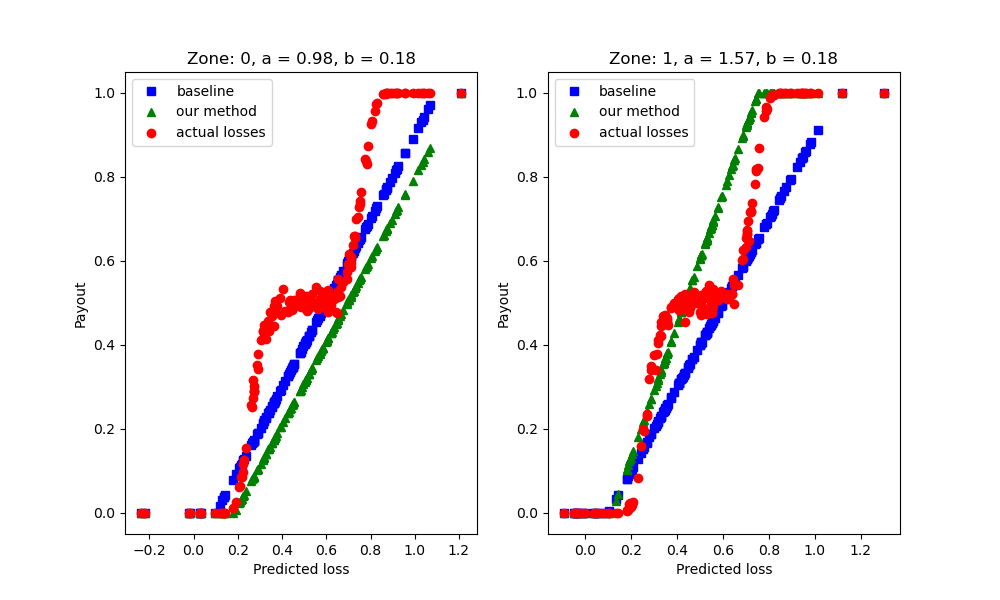 Zone: 0, a = 0.98, b = 0.18
baseline
our method
actual losses
1.0
0.8
0.6
0.4
0.2
0.0
Payout
−0.2 0.0 0.2 0.4 0.6 0.8 1.0 1.2
Predicted loss
Zone: 1, a = 1.57, b = 0.18
baseline
our method
actual losses
1.0
0.8
0.6
0.4
0.2
0.0
Payout
0.0 0.2 0.4 0.6 0.8 1.0 1.2
Predicted loss